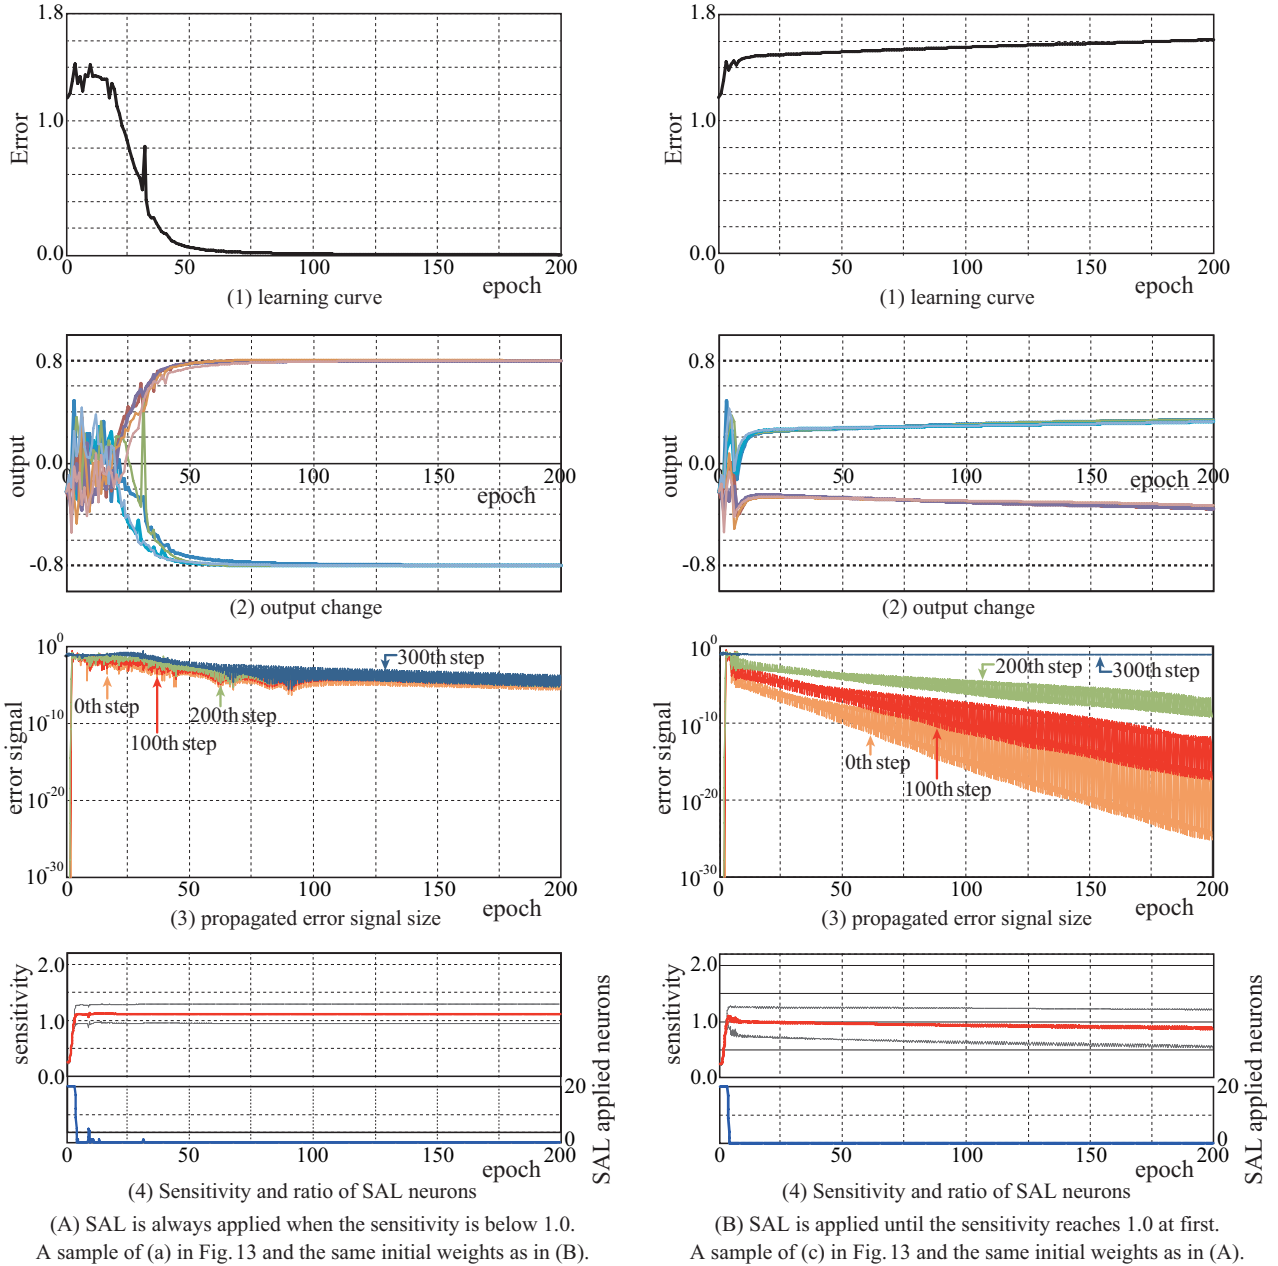 1.8
1.0
0.0
Error
0 50 100 150 200
epoch
(1) learning curve
0.8
0.0
-0.8
output
0 50 100 150 200
epoch
(2) output change
10^0
10^-10
10^-20
10^-30
error signal
300th step
0th step
200th step
100th step
0 50 100 150 200
epoch
(3) propagated error signal size
2.0
1.0
0.0
sensitivity
20
0
SAL applied neurons
0 50 100 150 200
epoch
(4) Sensitivity and ratio of SAL neurons
(A) SAL is always applied when the sensitivity is below 1.0.
A sample of (a) in Fig. 13 and the same initial weights as in (B).
1.8
1.0
0.0
Error
0 50 100 150 200
epoch
(1) learning curve
0.8
0.0
-0.8
output
0 50 100 150 200
epoch
(2) output change
10^0
10^-10
10^-20
10^-30
error signal
200th step
300th step
0th step
100th step
0 50 100 150 200
epoch
(3) propagated error signal size
2.0
1.0
0.0
sensitivity
20
0
SAL applied neurons
0 50 100 150 200
epoch
(4) Sensitivity and ratio of SAL neurons
(B) SAL is applied until the sensitivity reaches 1.0 at first.
A sample of (c) in Fig. 13 and the same initial weights as in (A).